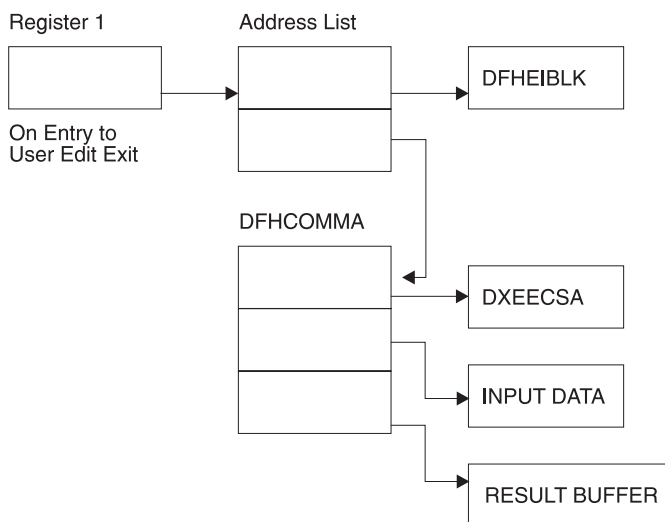 Register 1
Address List
DFHEIBLK
On Entry to
User Edit Exit
DFHCOMMA
DXEECSA
INPUT DATA
RESULT BUFFER